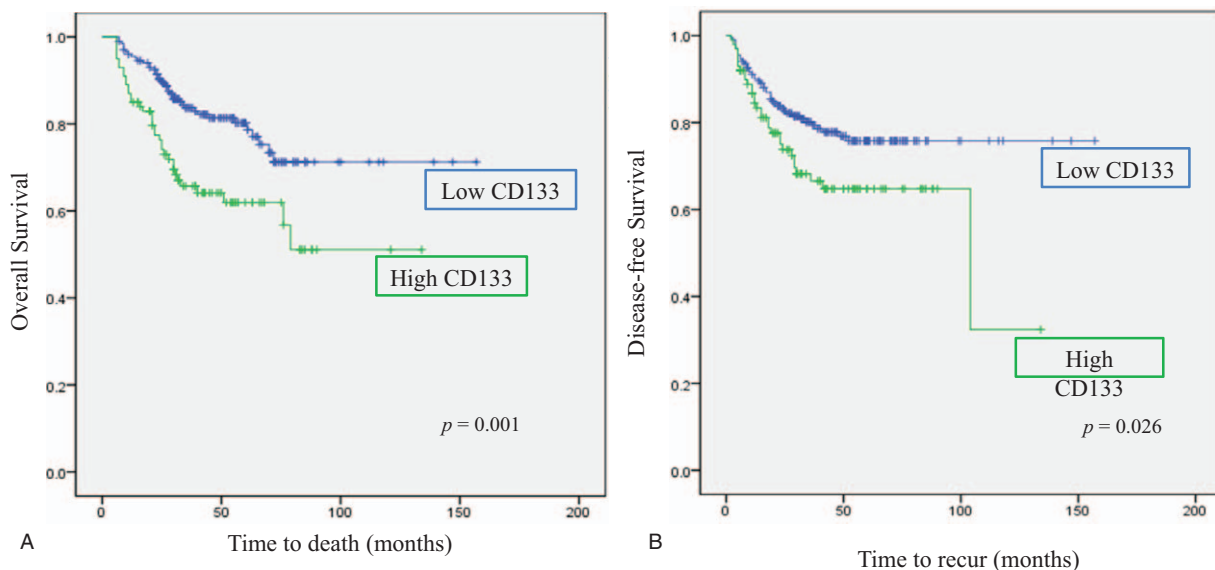 Overall Survival
1.0
0.8
0.6
0.4
0.2
0.0
Low CD133
High CD133
p = 0.001
0 50 100 150 200
A
Time to death (months)
Disease-free Survival
1.0
0.8
0.6
0.4
0.2
0.0
Low CD133
High
CD133
p = 0.026
0 50 100 150 200
B
Time to recur (months)